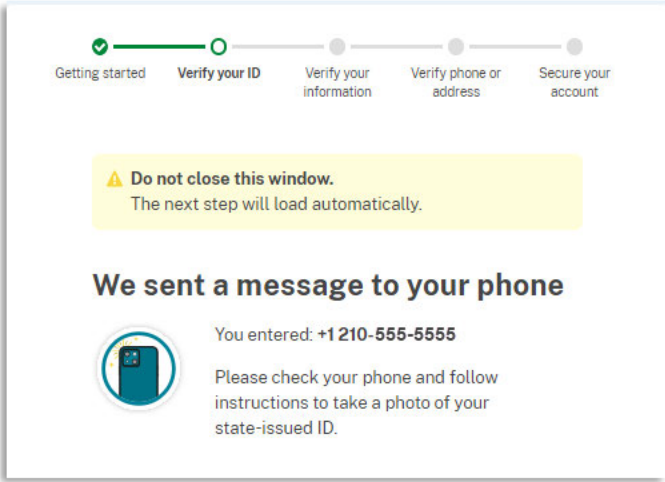 Getting started
Verify your ID
Verify your
information
Verify phone or
address
Secure your
account
Do not close this window.
The next step will load automatically.
We sent a message to your phone
You entered: +1 210-555-5555
Please check your phone and follow
instructions to take a photo of your
state-issued ID.